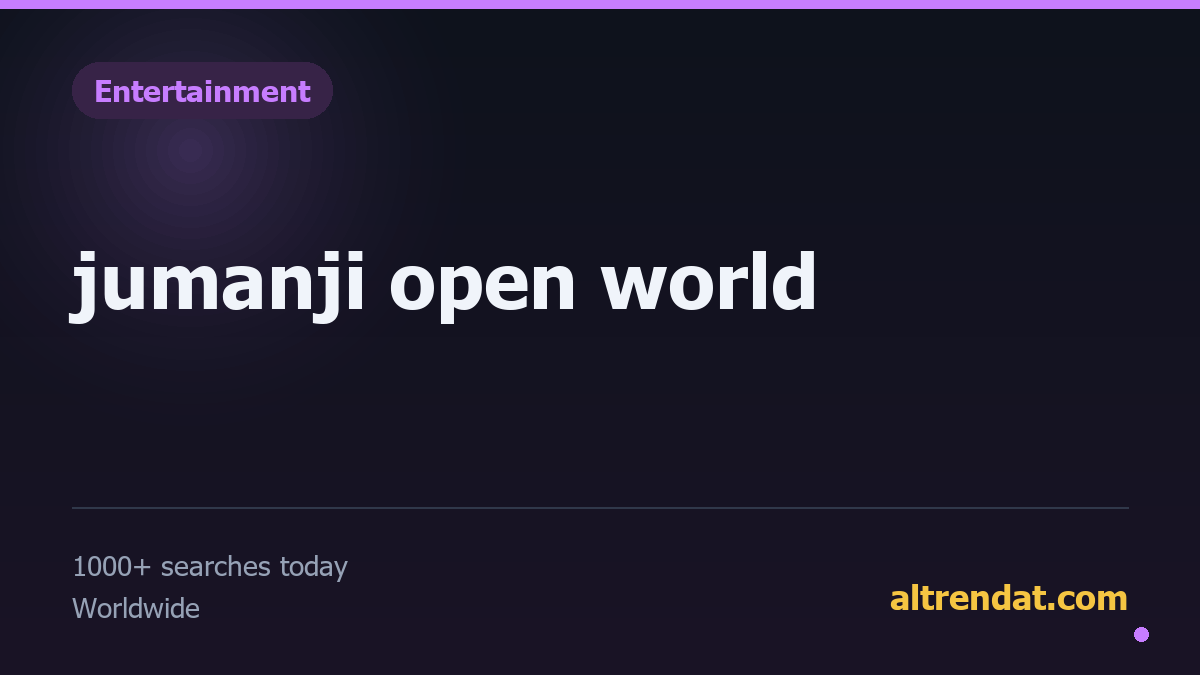 Entertainment
jumanji open world
1000+ searches today
Worldwide
altrendat.com